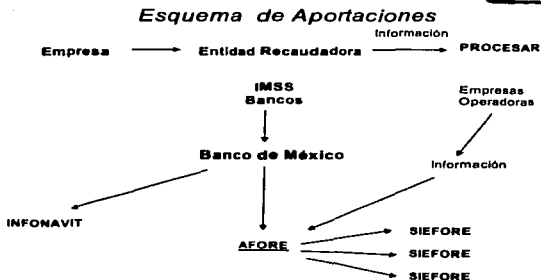 Esquema de Aportaciones
Empresa
Entidad Recaudadora
Información
PROCESAR
IMSS
Bancos
Empresas
Operadoras
Banco de México
Información
INFONAVIT
AFORE
SIEFORE
SIEFORE
SIEFORE